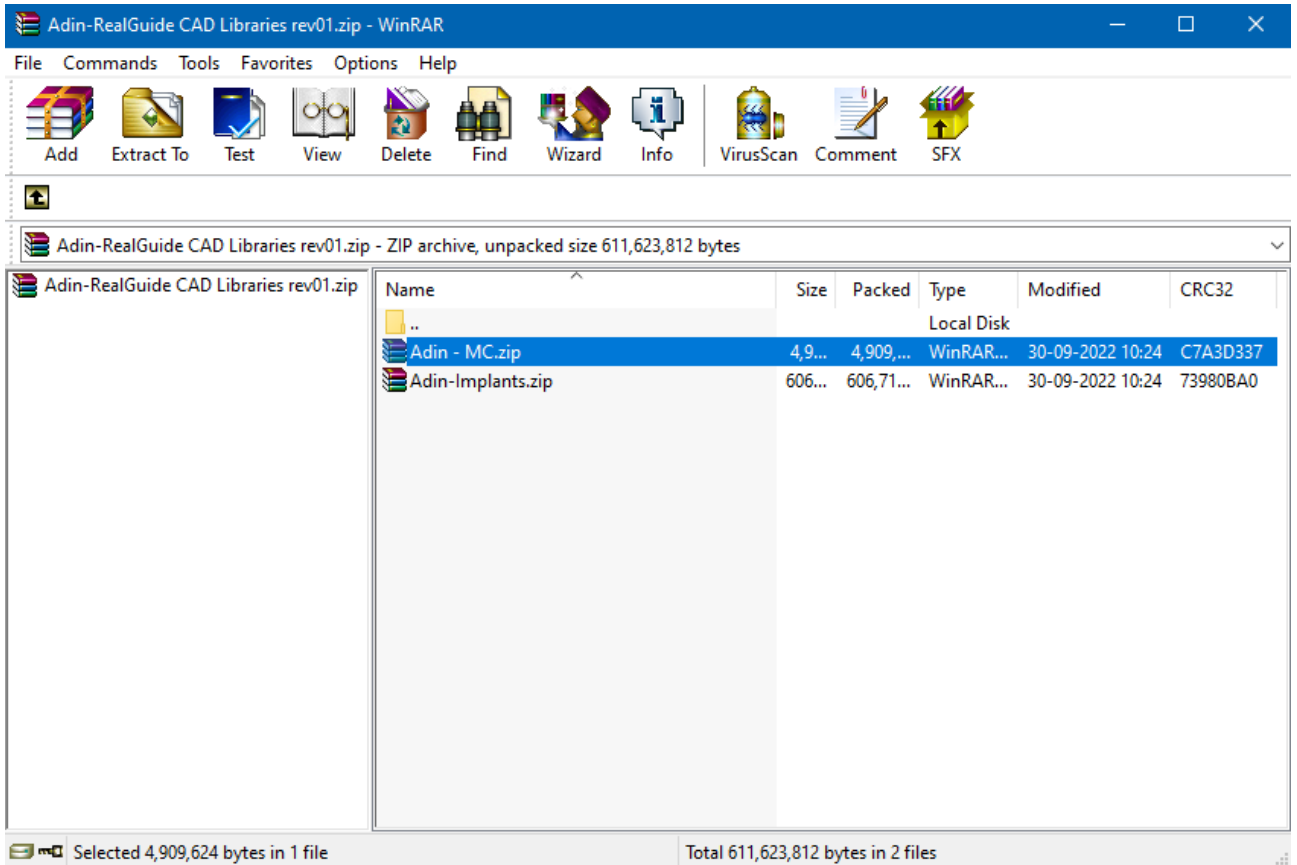 Adin-RealGuide CAD Libraries rev01.zip - WinRAR
File Commands Tools Favorites Options Help
Add Extract To Test View Delete Find Wizard Info VirusScan Comment SFX
Adin-RealGuide CAD Libraries rev01.zip - ZIP archive, unpacked size 611,623,812 bytes
Adin-RealGuide CAD Libraries rev01.zip
Name Size Packed Type Modified CRC32
.. Local Disk
Adin - MC.zip 4,9... 4,909,... WinRAR... 30-09-2022 10:24 C7A3D337
Adin-Implants.zip 606... 606,71... WinRAR... 30-09-2022 10:24 73980BA0
Selected 4,909,624 bytes in 1 file Total 611,623,812 bytes in 2 files